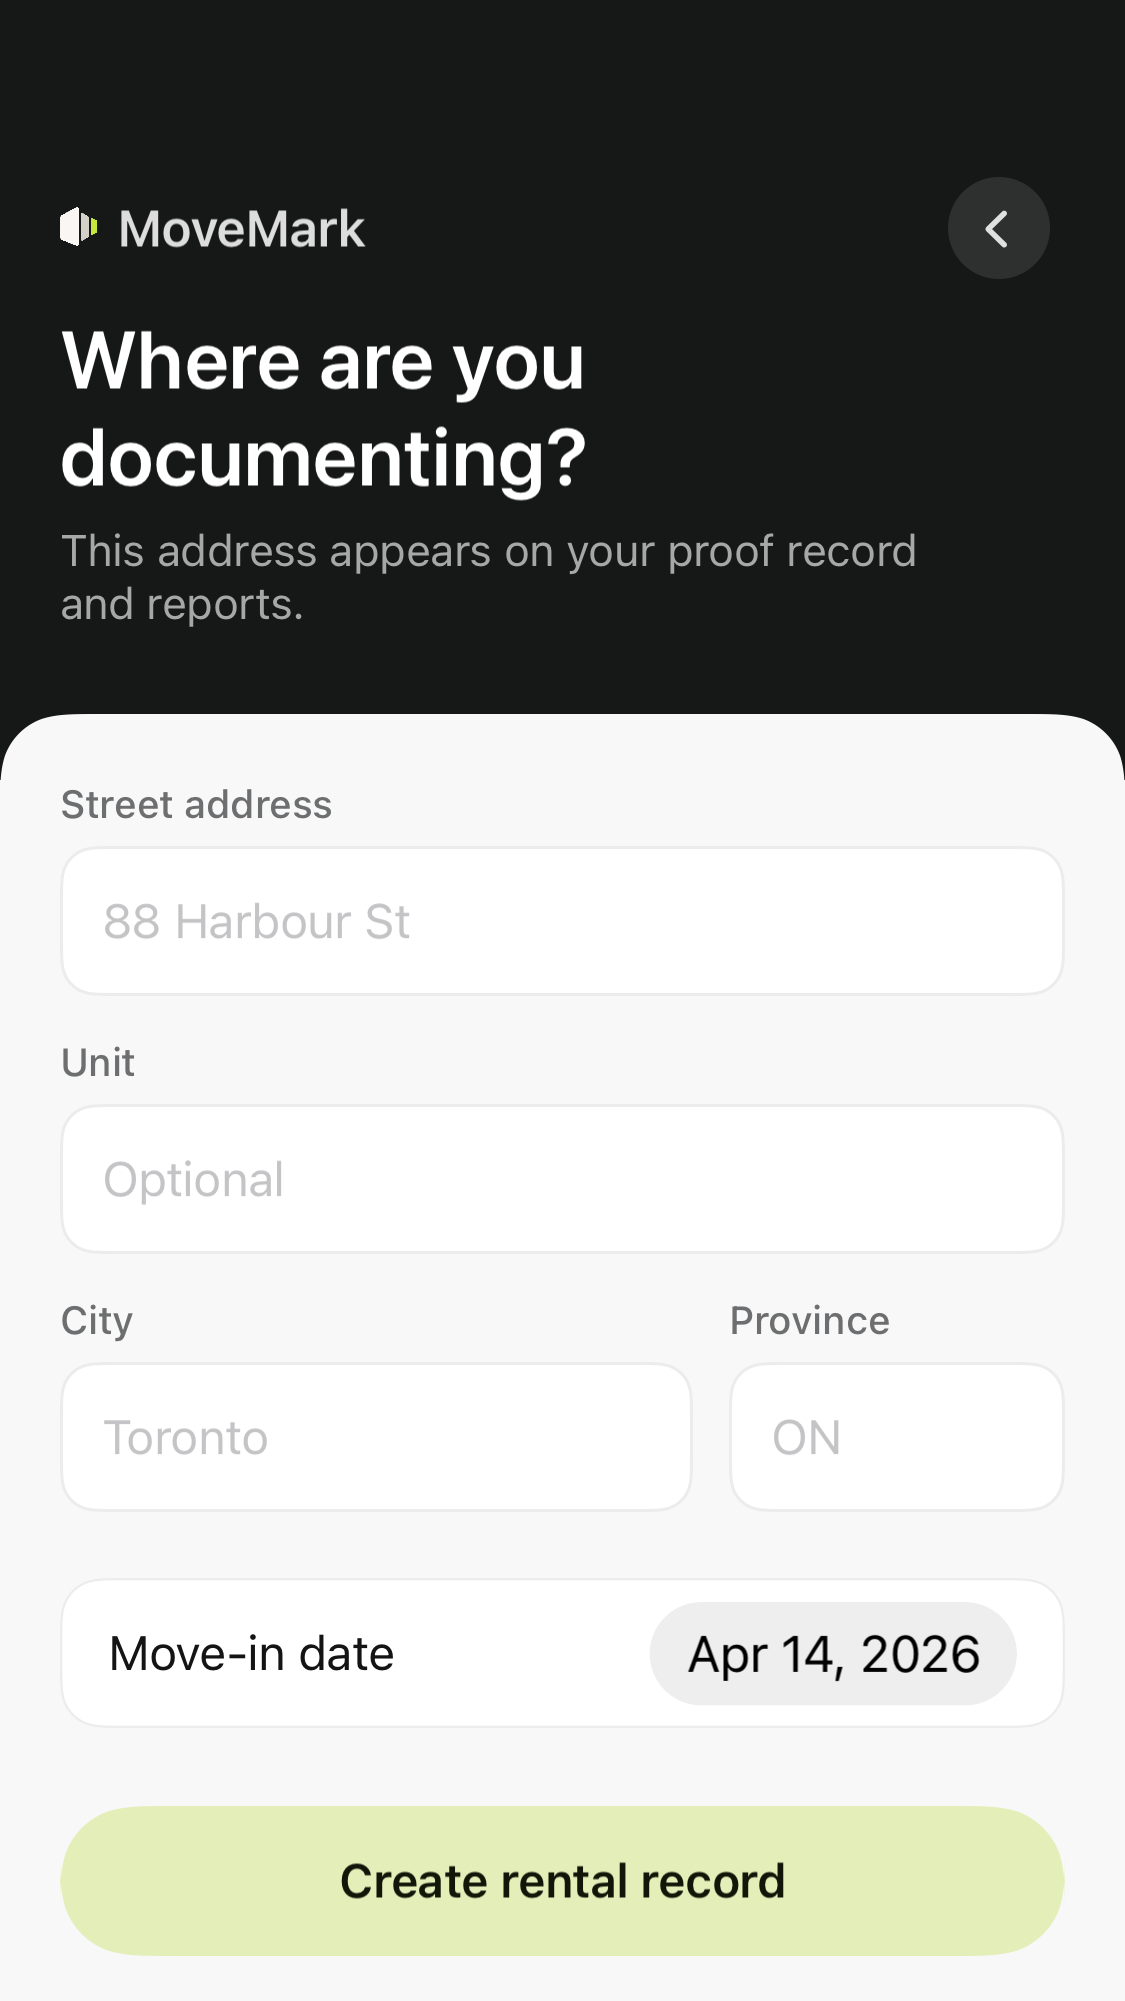 MoveMark
Where are you
documenting?
This address appears on your proof record
and reports.
Street address
88 Harbour St
Unit
Optional
City
Province
Toronto
ON
Move-in date
Apr 14, 2026
Create rental record